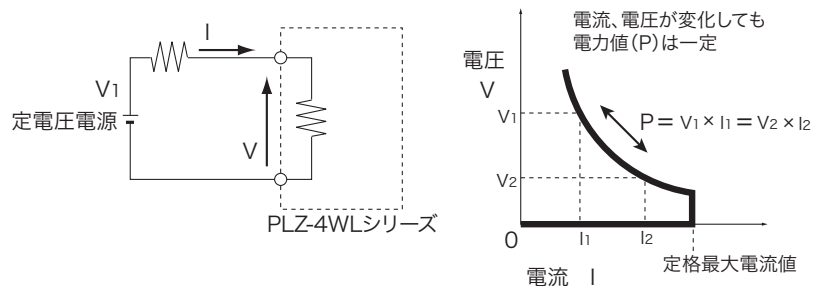 I
V1
定電圧電源
V
PLZ-4WLシリーズ
電流、電圧が変化しても
電力値(P)は一定
電圧
V
V1
P= V1 × I1 = V2 × I2
V2
0
I1
I2
定格最大電流値
電流 I